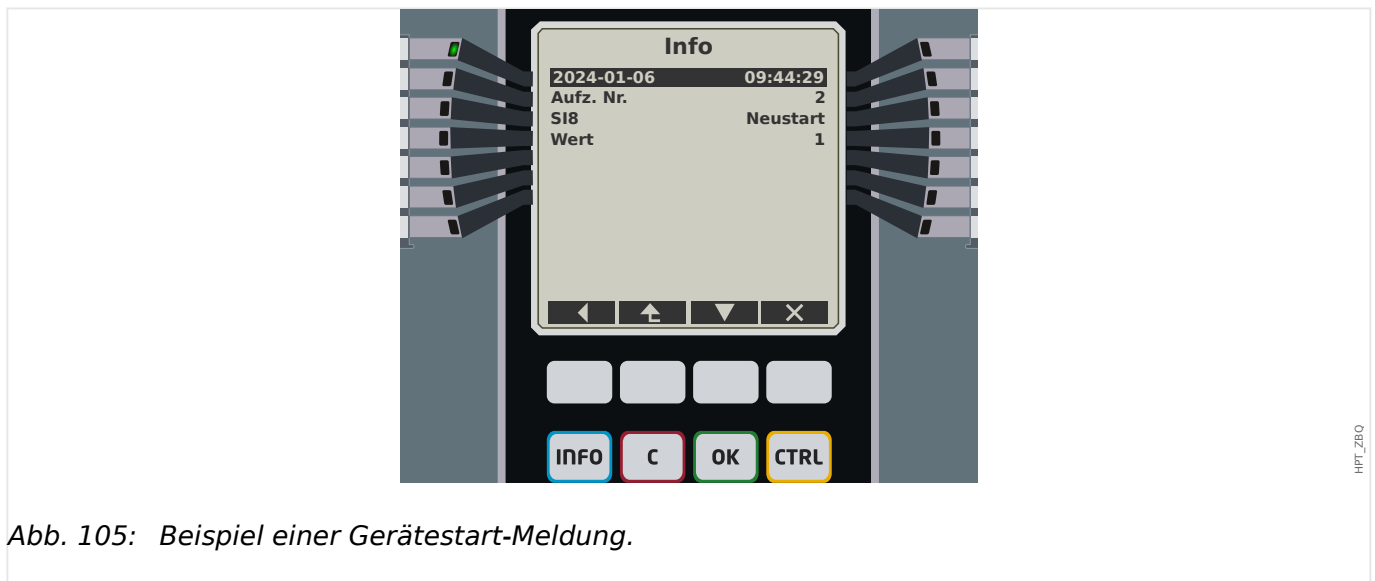 Info
2024-01-06 09:44:29
Aufz. Nr. 2
SI8 Neustart
Wert 1
INFO C OK CTRL
HPT_ZBQ
Abb. 105: Beispiel einer Gerätestart-Meldung.